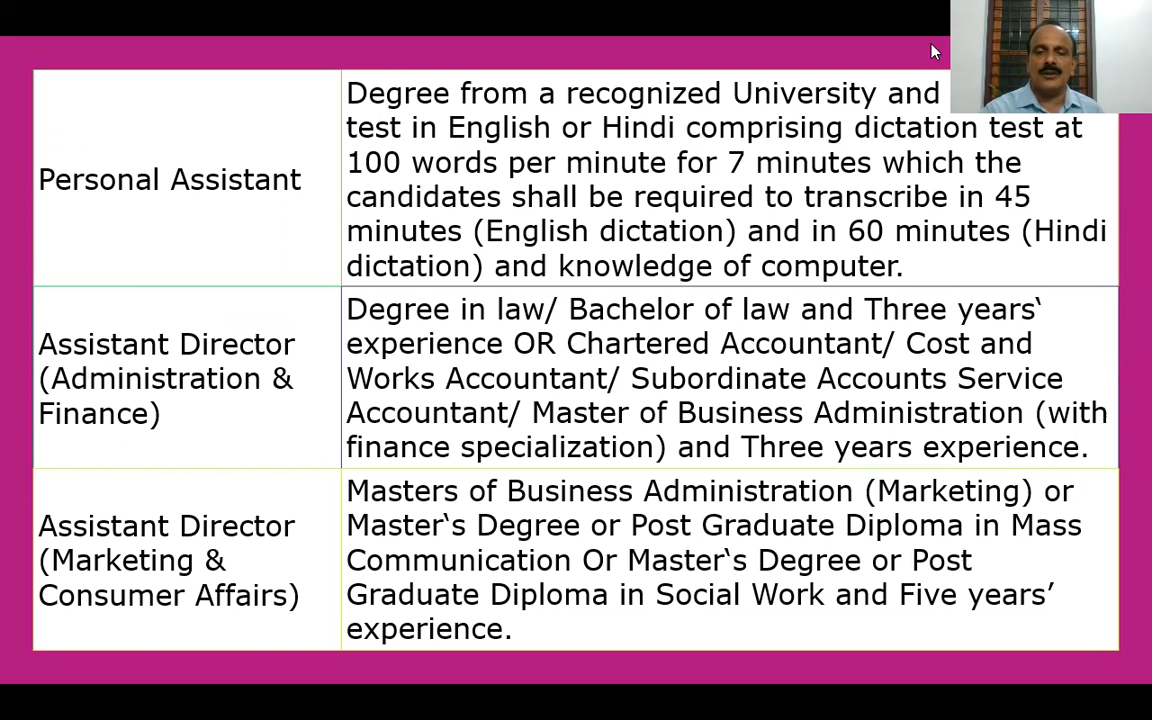 Degree from a recognized University and
test in English or Hindi comprising dictation test at
Personal Assistant
100 words per minute for 7 minutes which the
candidates shall be required to transcribe in 45
minutes (English dictation) and in 60 minutes (Hindi
dictation) and knowledge of computer.
Assistant Director
(Administration &
Finance)
Degree in law/ Bachelor of law and Three years‛
experience OR Chartered Accountant/ Cost and
Works Accountant/ Subordinate Accounts Service
Accountant/ Master of Business Administration (with
finance specialization) and Three years experience.
Assistant Director
(Marketing &
Consumer Affairs)
Masters of Business Administration (Marketing) or
Master‛s Degree or Post Graduate Diploma in Mass
Communication Or Master‛s Degree or Post
Graduate Diploma in Social Work and Five years’
experience.